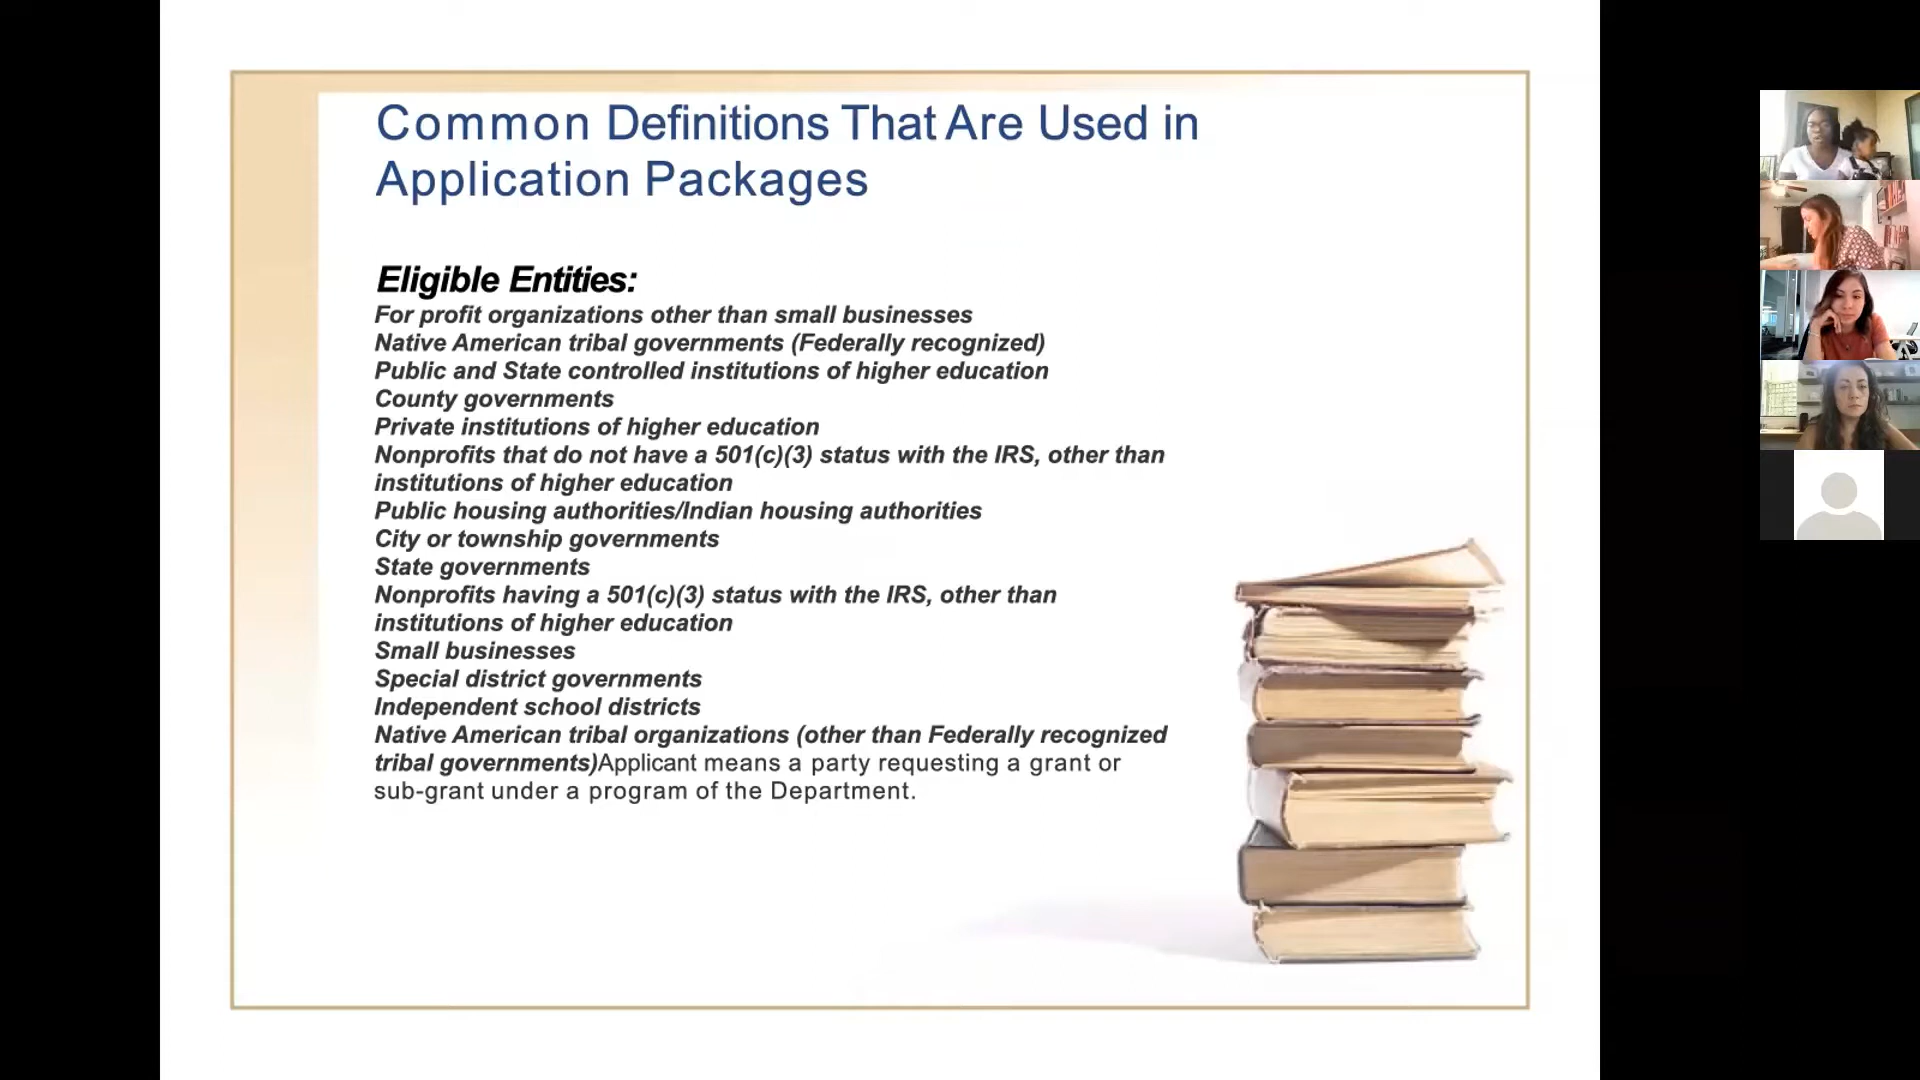 Common Definitions That Are Used in
Application Packages
Eligible Entities:
For profit organizations other than small businesses
Native American tribal governments (Federally recognized)
Public and State controlled institutions of higher education
County governments
Private institutions of higher education
Nonprofits that do not have a 501(c)(3) status with the IRS, other than
institutions of higher education
Public housing authorities/Indian housing authorities
City or township governments
State governments
Nonprofits having a 501(c)(3) status with the IRS, other than
institutions of higher education
Small businesses
Special district governments
Independent school districts
Native American tribal organizations (other than Federally recognized
tribal governments)Applicant means a party requesting a grant or
sub-grant under a program of the Department.